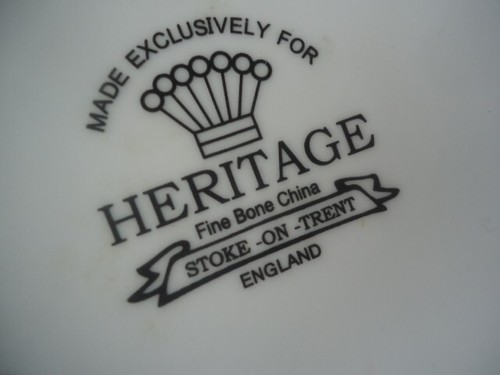 MADE EXCLUSIVELY FOR
HERITAGE
Fine Bone China
STOKE -ON -TRENT
ENGLAND